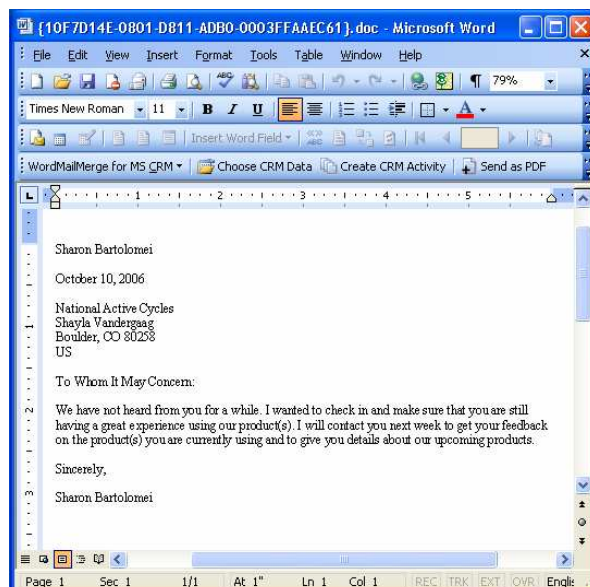 {10F7D14E-0801-D811-ADB0-0003FFAAEC61}.doc - Microsoft Word
File Edit View Insert Format Tools Table Window Help
79%
Times New Roman 11 B I U A
Insert Word Field
WordMailMerge for MS CRM Choose CRM Data Create CRM Activity Send as PDF
1 2 3 4 5
Sharon Bartolomei
October 10, 2006
National Active Cycles
Shayla Vandergaag
Boulder, CO 80258
US
To Whom It May Concern:
We have not heard from you for a while. I wanted to check in and make sure that you are still
having a great experience using our product(s). I will contact you next week to get your feedback
on the product(s) you are currently using and to give you details about our upcoming products.
Sincerely,
Sharon Bartolomei
Page 1 Sec 1 1/1 At 1" Ln 1 Col 1 REC TRK EXT OVR Englis